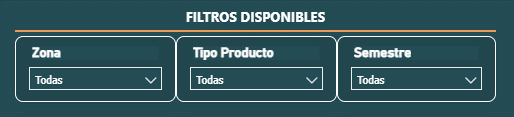 FILTROS DISPONIBLES
Zona Tipo Producto Semestre
Todas Todas Todas